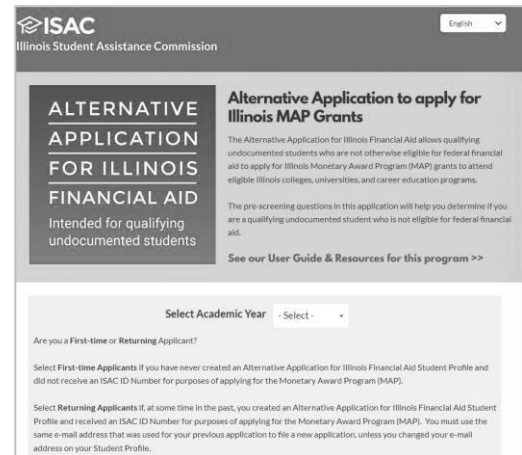 ISAC
Illinois Student Assistance Commission
English
ALTERNATIVE
APPLICATION
FOR ILLINOIS
FINANCIAL AID
Intended for qualifying
undocumented students
Alternative Application to apply for
Illinois MAP Grants
The Alternative Application for Illinois Financial Aid allows qualifying
undocumented students who are not otherwise eligible for federal financial
aid to apply for Illinois Monetary Award Program (MAP) grants to attend
eligible Illinois colleges, universities, and career education programs.
The pre-screening questions in this application will help you determine if you
are a qualifying undocumented student who is not eligible for federal financial
aid.
See our User Guide & Resources for this program >>
Select Academic Year - Select -
Are you a First-time or Returning Applicant?
Select First-time Applicants if you have never created an Alternative Application for Illinois Financial Aid Student Profile and
did not receive an ISAC ID Number for purposes of applying for the Monetary Award Program (MAP).
Select Returning Applicants if, at some time in the past, you created an Alternative Application for Illinois Financial Aid Student
Profile and received an ISAC ID Number for purposes of applying for the Monetary Award Program (MAP). You must use the
same e-mail address that was used for your previous application to file a new application, unless you changed your e-mail
address on your Student Profile.